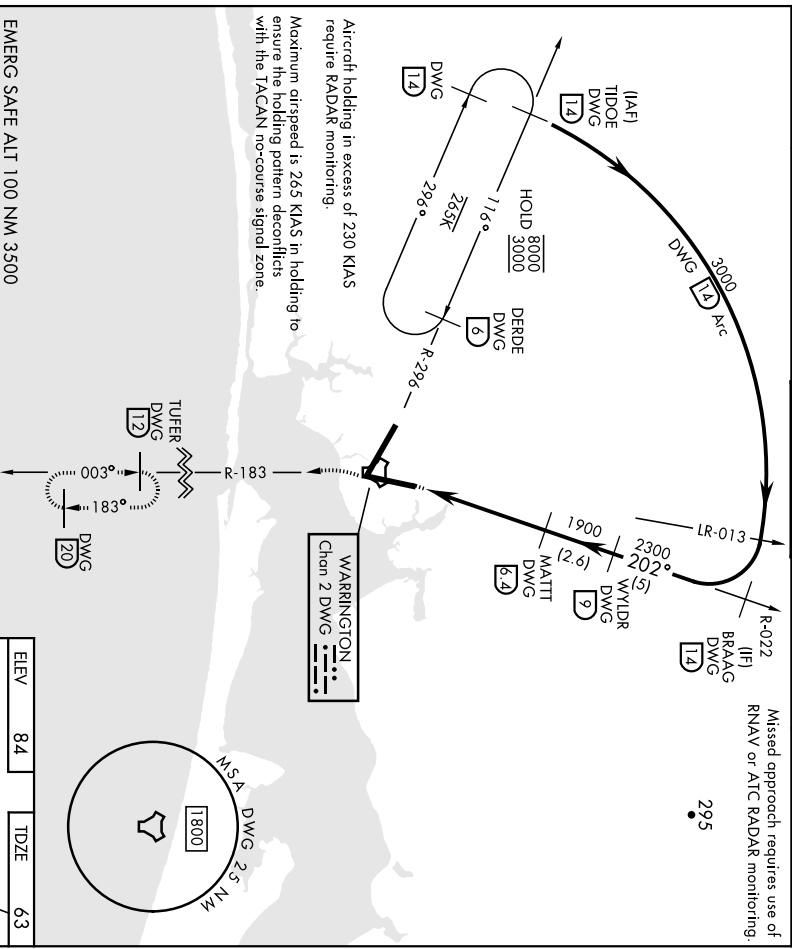 Missed approach requires use of
RNAV or ATC RADAR monitoring.
295
(IAF)
TIDOE
DWG
14
3000
DWG 14 Arc
LR-013
R-022
(IF)
BRAAG
DWG
14
HOLD 8000
3000
116°
265K
296°
DWG
14
DERDE
DWG
6
R-296
2300
202°
(5)
WYLDR
DWG
9
1900
(2.6)
MATTT
DWG
6.4
Aircraft holding in excess of 230 KIAS
require RADAR monitoring.
Maximum airspeed is 265 KIAS in holding to
ensure the holding pattern deconflicts
with the TACAN no-course signal zone.
WARRINGTON
Chan 2 DWG
R-183
TUFER
DWG
12
003°
183°
DWG
20
MSA DWG 25 NM
1800
EMERG SAFE ALT 100 NM 3500
ELEV 84
TDZE 63